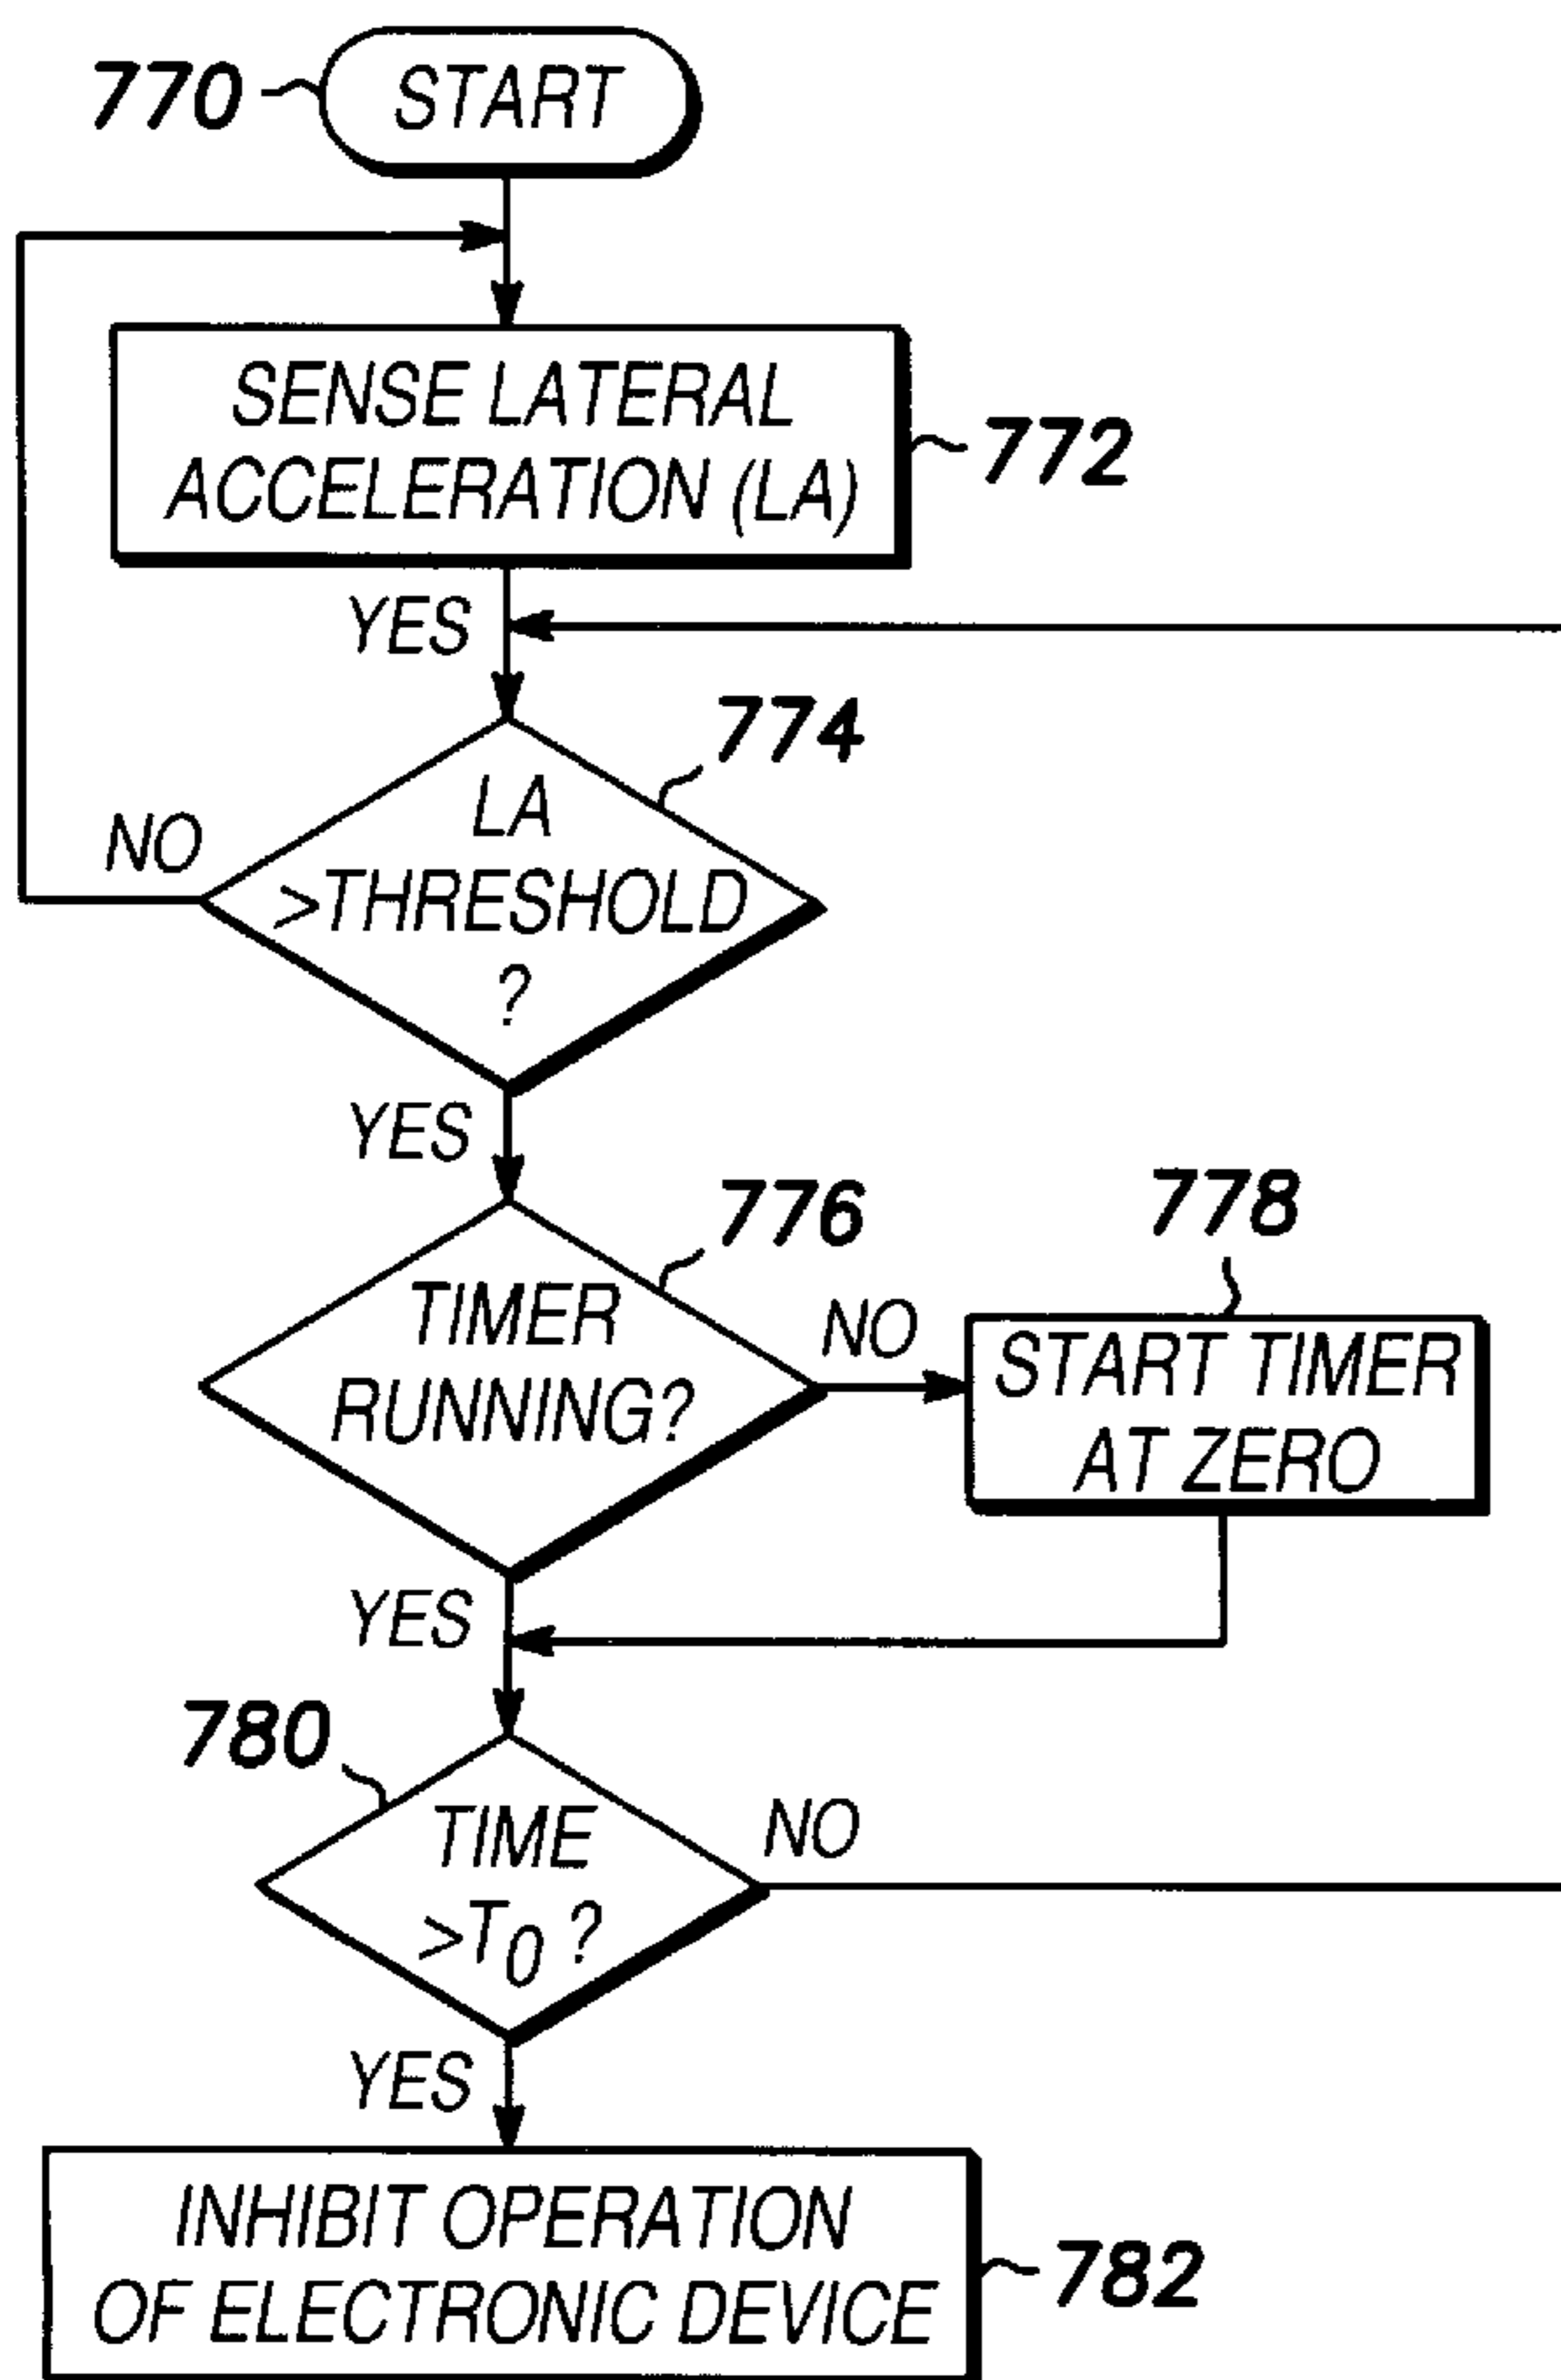 770
START
SENSE LATERAL
ACCELERATION (LA)
772
YES
774
LA
>THRESHOLD
?
NO
YES
776
TIMER
RUNNING?
NO
778
START TIMER
AT ZERO
YES
780
TIME
>T0 ?
NO
YES
INHIBIT OPERATION
OF ELECTRONIC DEVICE
782